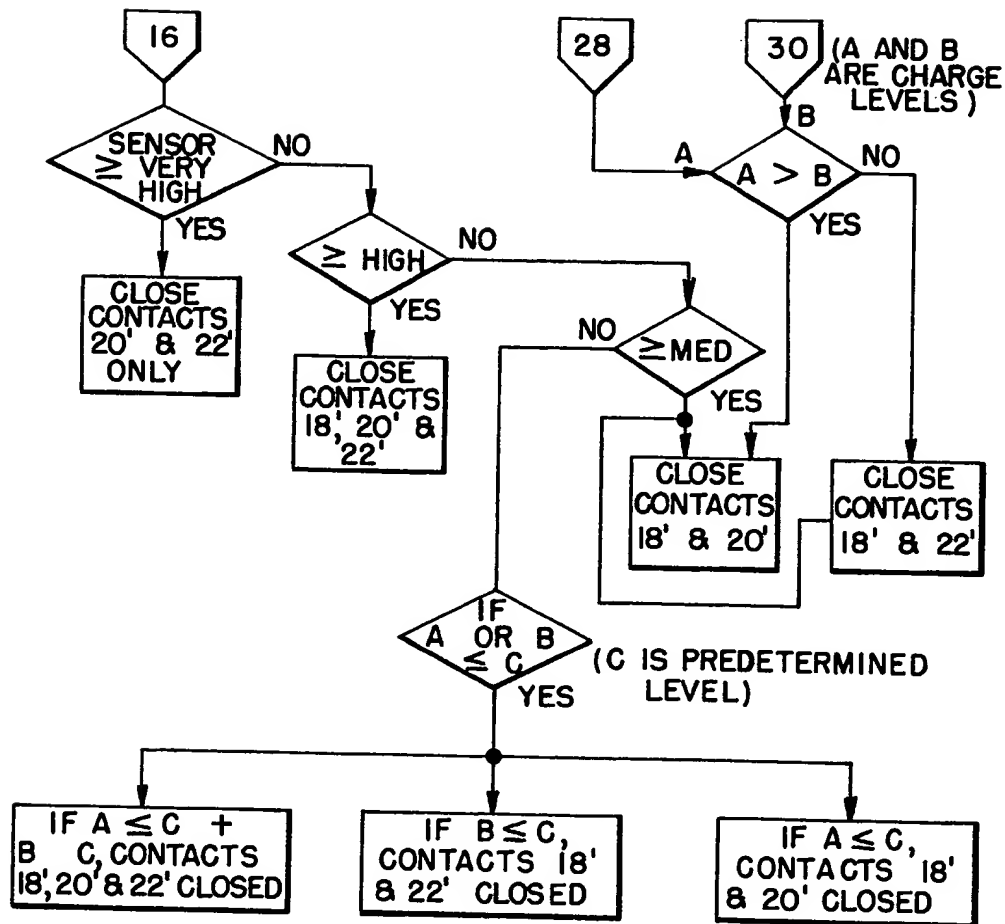 16
SENSOR
≥ VERY
HIGH
NO
YES
CLOSE
CONTACTS
20' & 22'
ONLY
≥ HIGH
NO
YES
CLOSE
CONTACTS
18', 20' &
22'
28
30
(A AND B
ARE CHARGE
LEVELS)
B
A
A > B
NO
YES
NO
≥MED
YES
CLOSE
CONTACTS
18' & 20'
CLOSE
CONTACTS
18' & 22'
IF
A OR B
≤ C
(C IS PREDETERMINED
LEVEL)
YES
IF A ≤ C +
B C, CONTACTS
18', 20' & 22' CLOSED
IF B ≤ C,
CONTACTS 18'
& 22' CLOSED
IF A ≤ C,
CONTACTS 18'
& 20' CLOSED